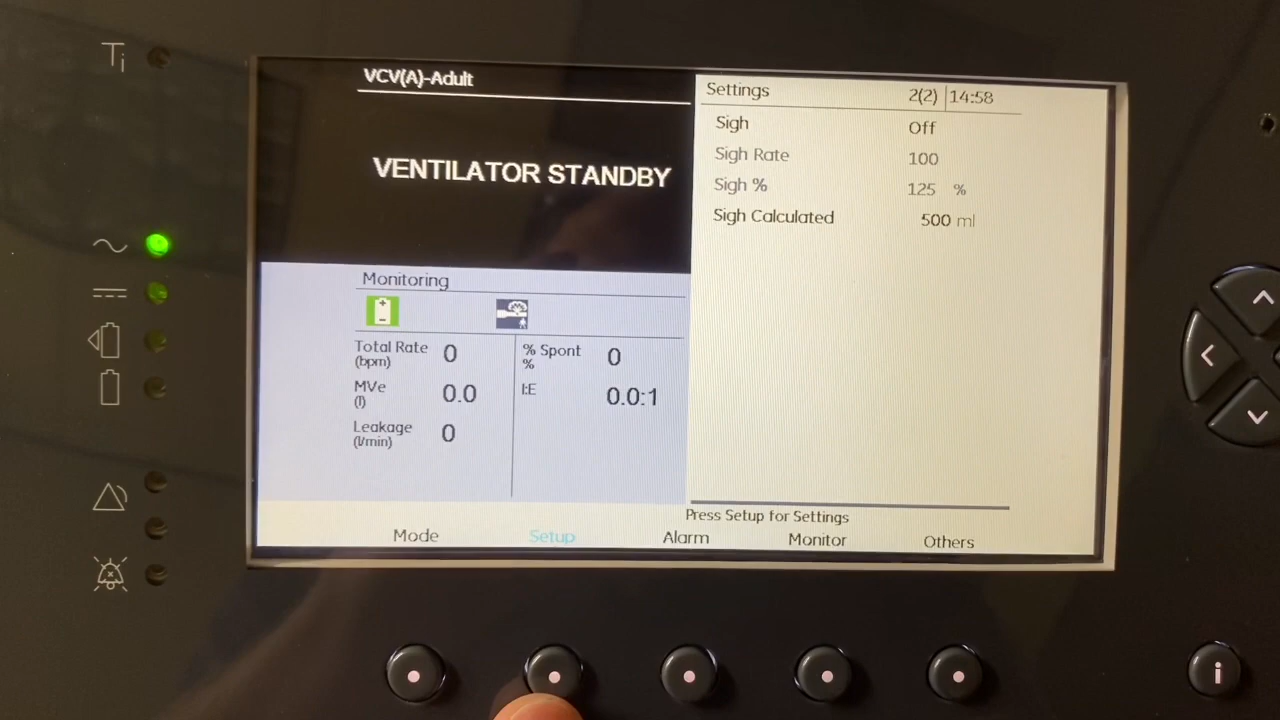 Ti
VCV(A)-Adult
VENTILATOR STANDBY
Settings 2(2) 14:58
Sigh Off
Sigh Rate 100
Sigh % 125 %
Sigh Calculated 500 ml
Monitoring
Total Rate (bpm) 0
% Spont % 0
MVe (l) 0.0
I:E 0.0:1
Leakage (l/min) 0
Press Setup for Settings
Mode Setup Alarm Monitor Others
i